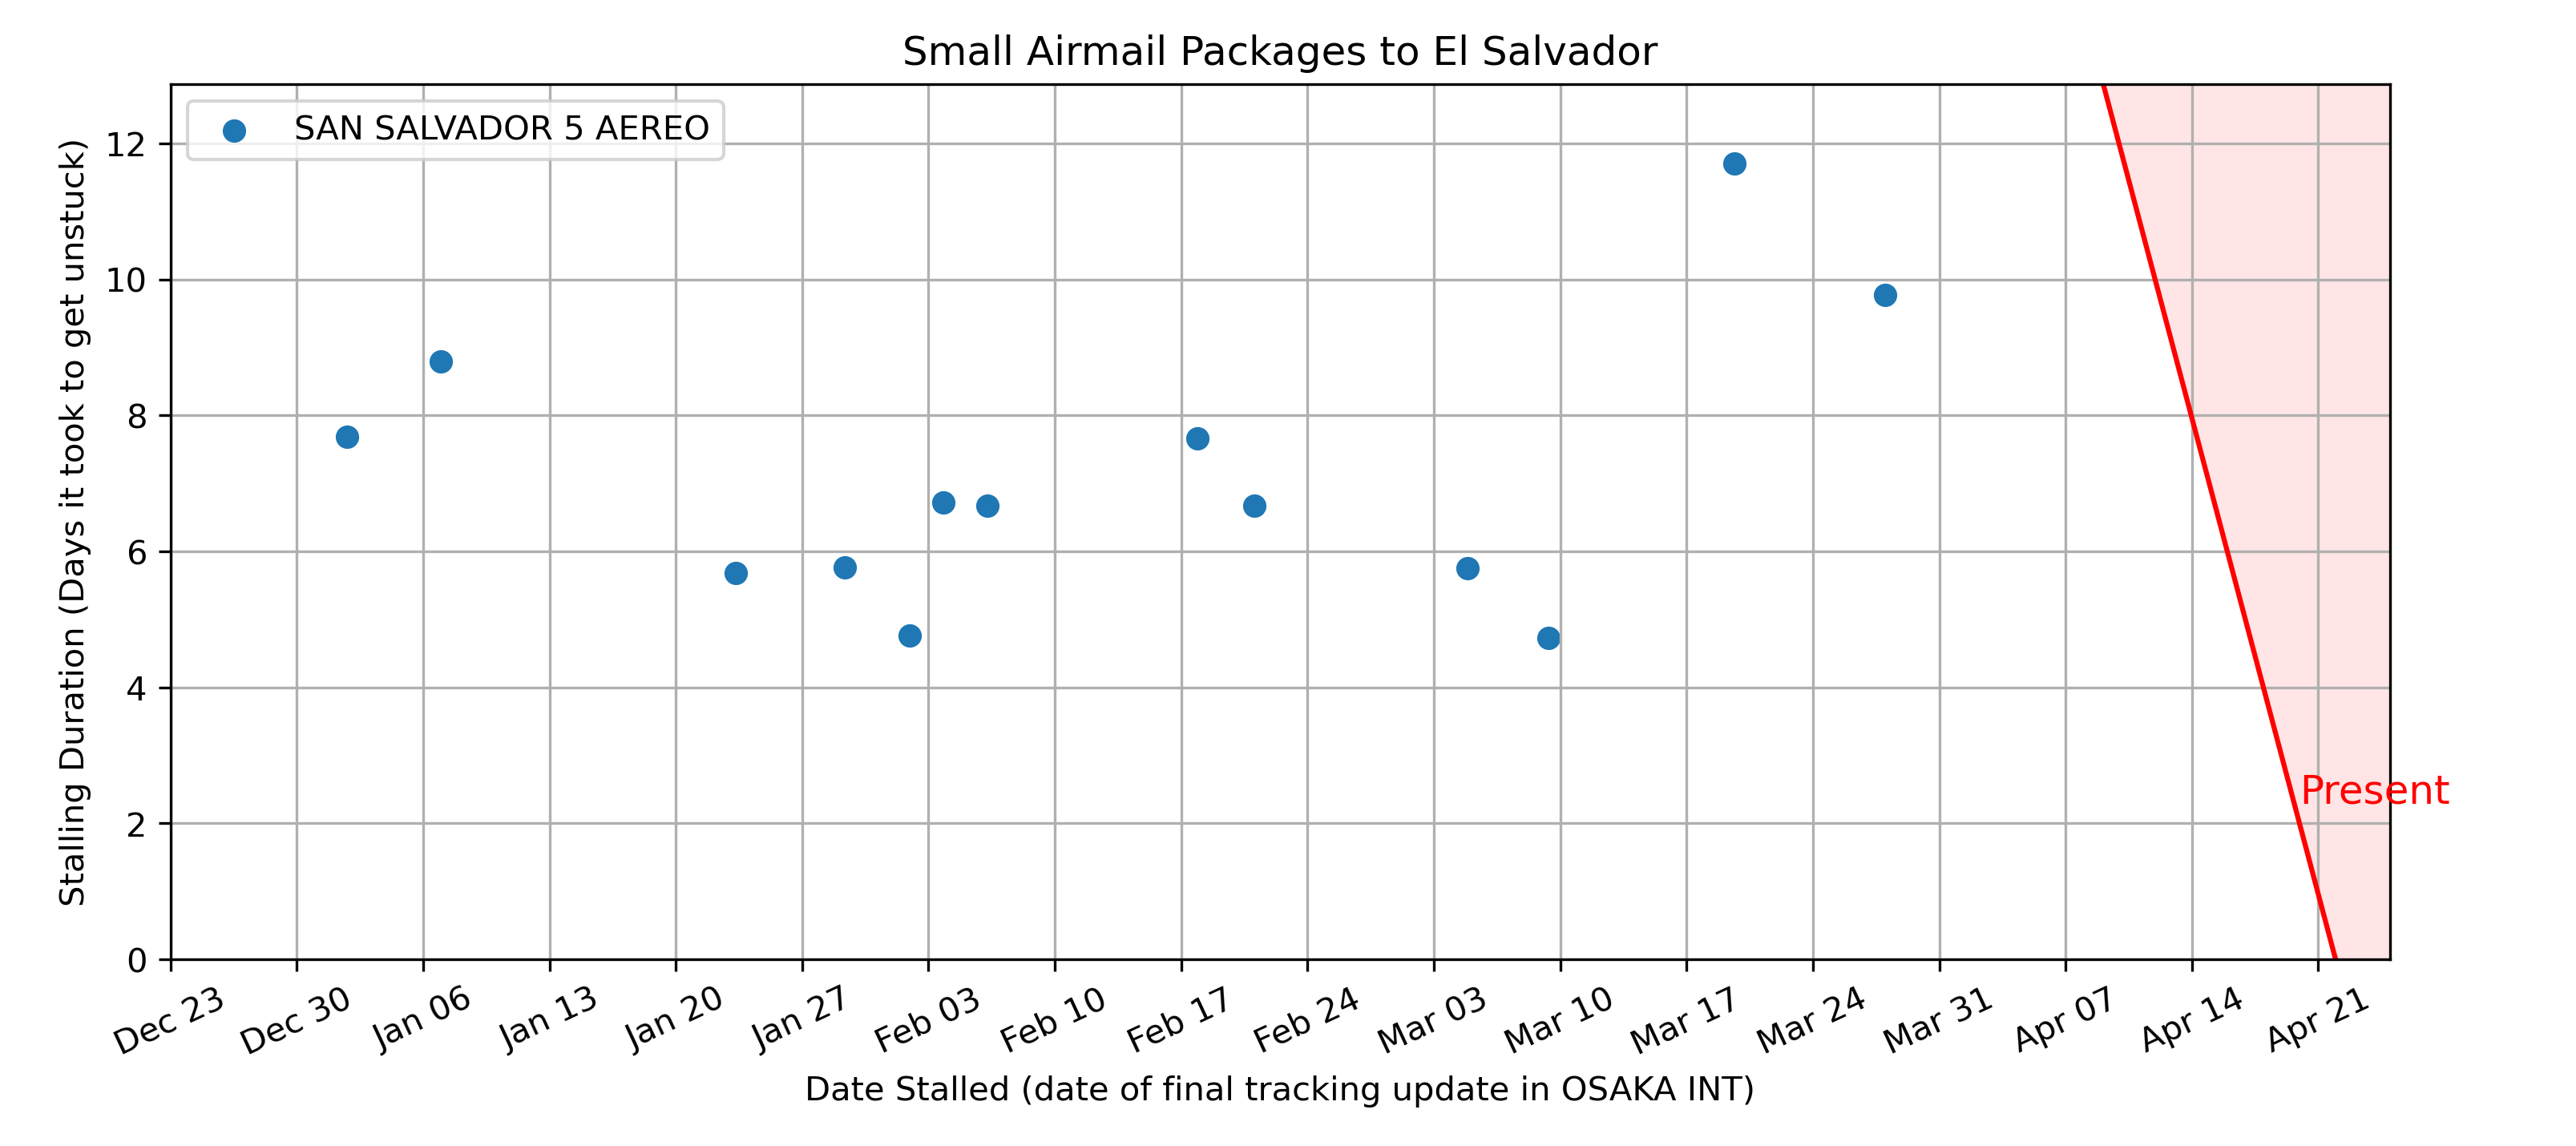 Small Airmail Packages to El Salvador
SAN SALVADOR 5 AEREO
Stalling Duration (Days it took to get unstuck)
12
10
8
6
4
2
0
Present
Dec 23
Dec 30
Jan 06
Jan 13
Jan 20
Jan 27
Feb 03
Feb 10
Feb 17
Feb 24
Mar 03
Mar 10
Mar 17
Mar 24
Mar 31
Apr 07
Apr 14
Apr 21
Date Stalled (date of final tracking update in OSAKA INT)